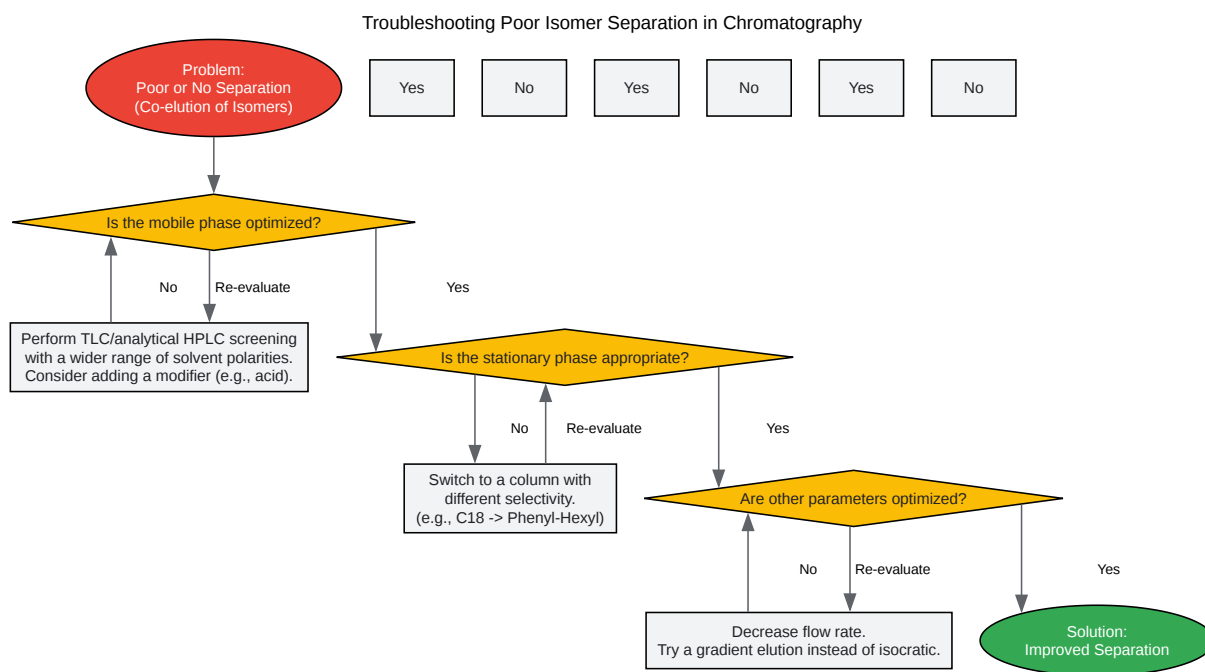 Troubleshooting Poor Isomer Separation in Chromatography
Problem:
Poor or No Separation
(Co-elution of Isomers)
Yes
No
Yes
No
Yes
No
Is the mobile phase optimized?
No
Re-evaluate
Yes
Perform TLC/analytical HPLC screening
with a wider range of solvent polarities.
Consider adding a modifier (e.g., acid).
Is the stationary phase appropriate?
No
Re-evaluate
Yes
Switch to a column with
different selectivity.
(e.g., C18 -> Phenyl-Hexyl)
Are other parameters optimized?
No
Re-evaluate
Yes
Decrease flow rate.
Try a gradient elution instead of isocratic.
Solution:
Improved Separation